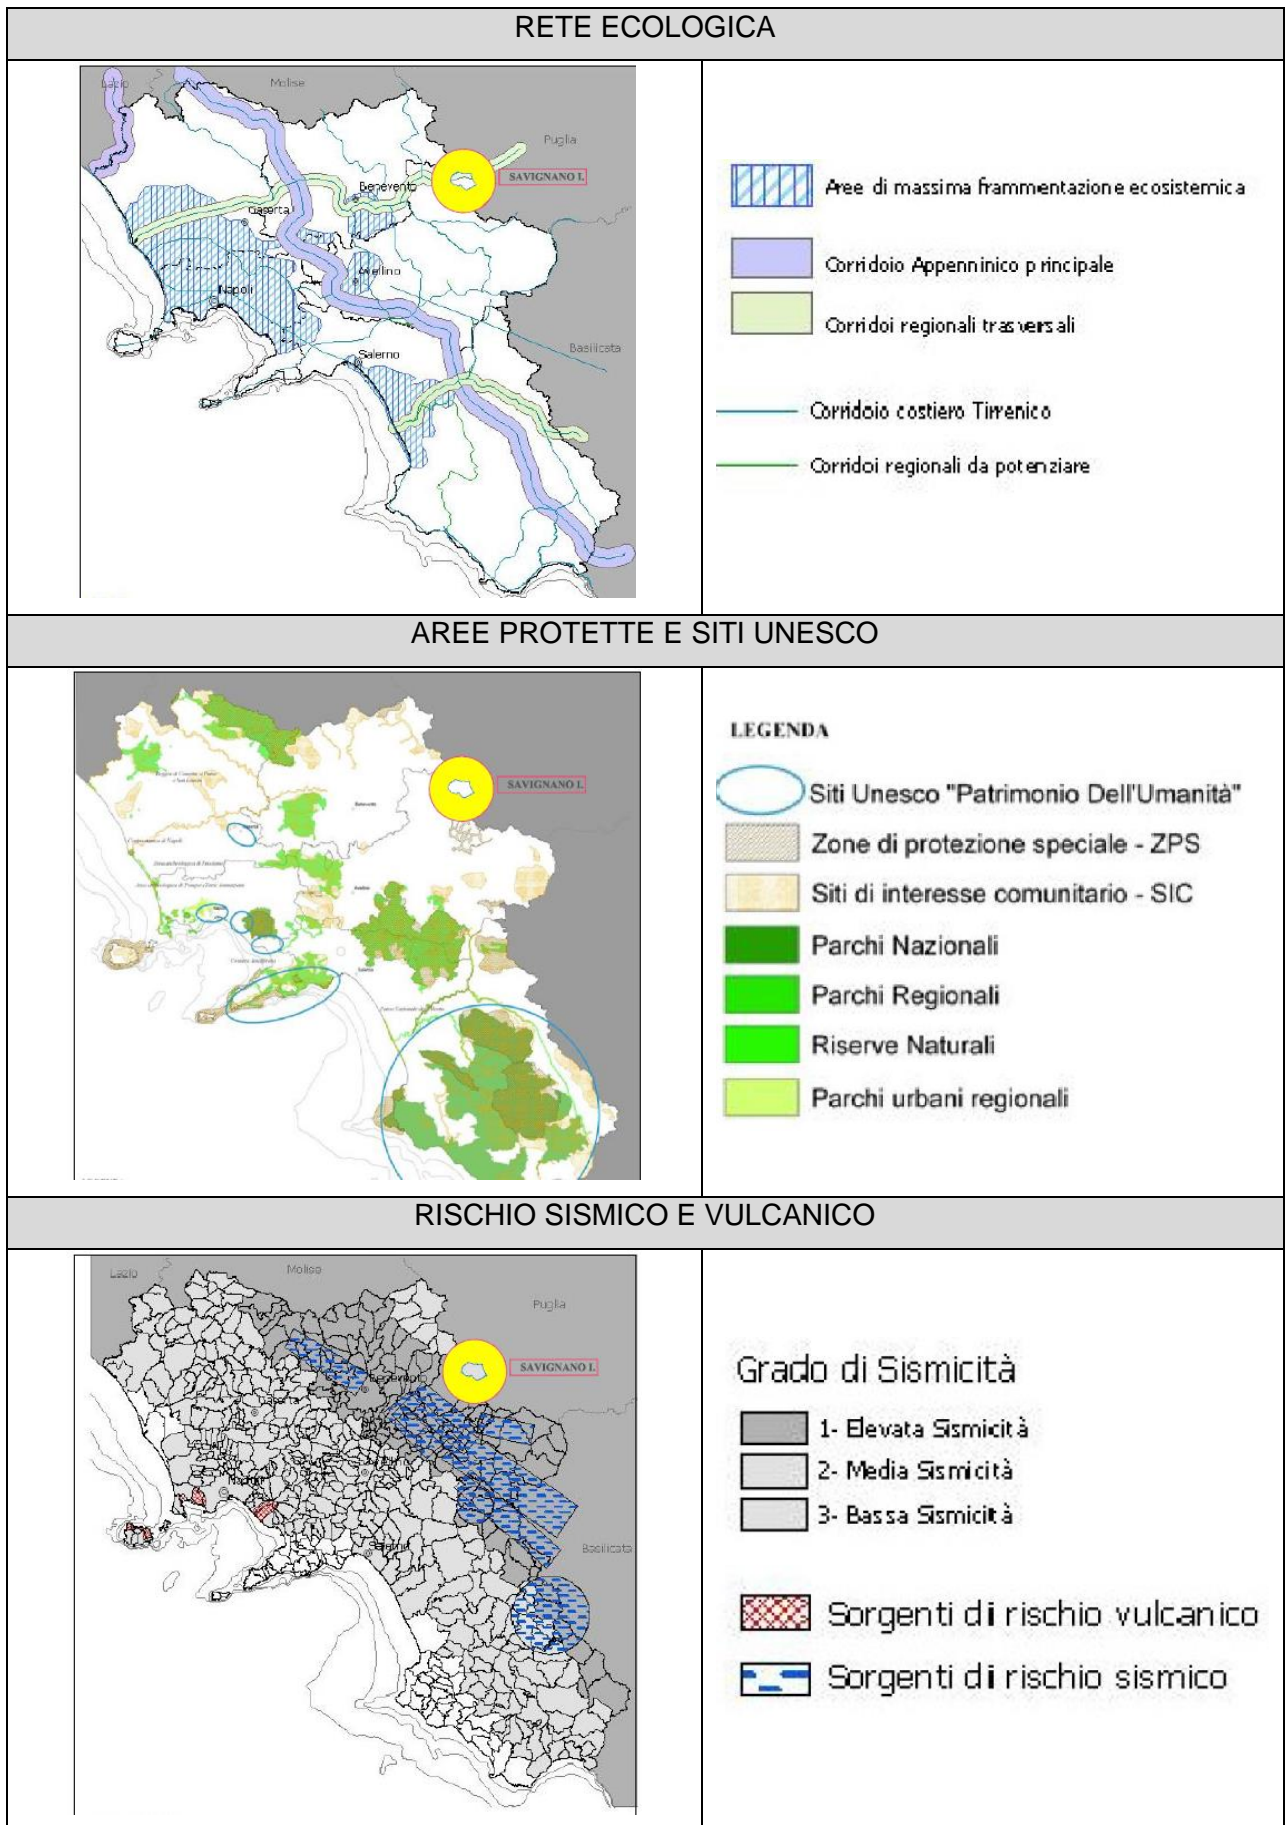 RETE ECOLOGICA
Lazio
Molise
Puglia
SAVIGNANO I.
Benevento
Caserta
Avellino
Napoli
Basilicata
Salerno
Aree di massima frammentazione ecosistemica
Corridoio Appenninico principale
Corridoi regionali trasversali
Corridoio costiero Tirrenico
Corridoi regionali da potenziare
AREE PROTETTE E SITI UNESCO
SAVIGNANO I.
LEGENDA
Siti Unesco "Patrimonio Dell'Umanità"
Zone di protezione speciale - ZPS
Siti di interesse comunitario - SIC
Parchi Nazionali
Parchi Regionali
Riserve Naturali
Parchi urbani regionali
RISCHIO SISMICO E VULCANICO
Lazio
Molise
Puglia
SAVIGNANO I.
Benevento
Caserta
Napoli
Salerno
Basilicata
Grado di Sismicità
1- Elevata Sismicità
2- Media Sismicità
3- Bassa Sismicità
Sorgenti di rischio vulcanico
Sorgenti di rischio sismico